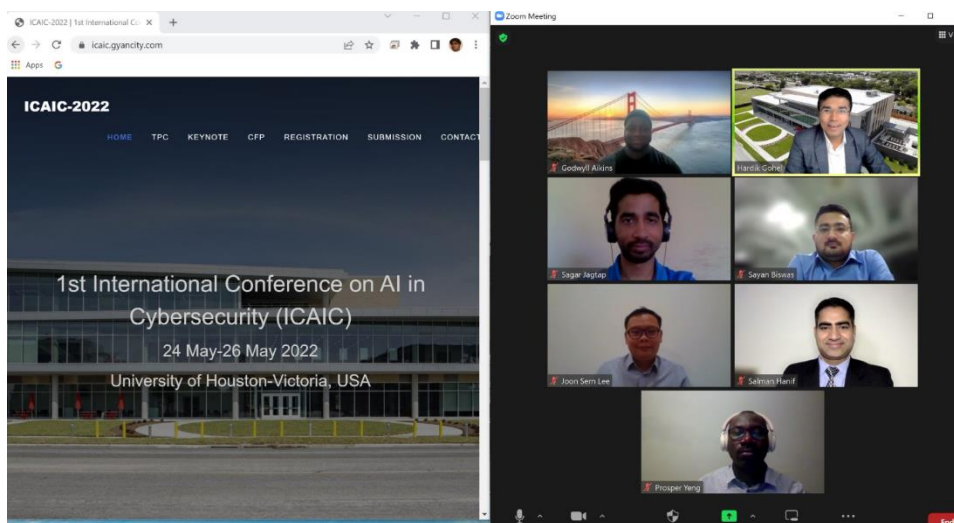 ICAIC-2022 | 1st International Co
Zoom Meeting
icaic.gyancity.com
Apps
ICAIC-2022
HOME TPC KEYNOTE CFP REGISTRATION SUBMISSION CONTACT
1st International Conference on AI in
Cybersecurity (ICAIC)
24 May-26 May 2022
University of Houston-Victoria, USA
Godwyll Aikins
Hardik Gohel
Sagar Jagtap
Sayan Biswas
Joon Sern Lee
Salman Hanif
Prosper Yeng
End